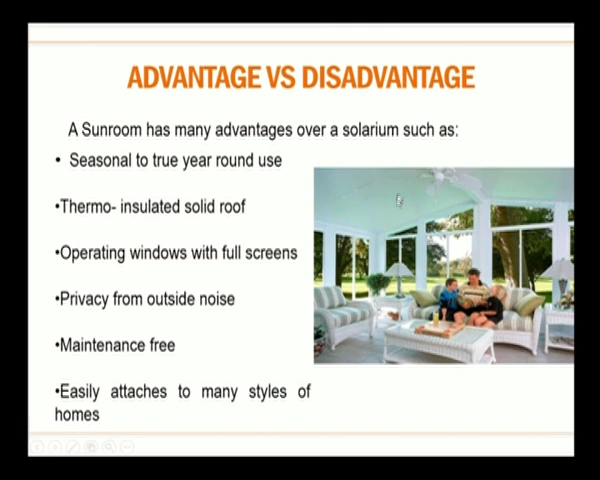 ADVANTAGE VS DISADVANTAGE
A Sunroom has many advantages over a solarium such as:
• Seasonal to true year round use
•Thermo- insulated solid roof
•Operating windows with full screens
•Privacy from outside noise
•Maintenance free
•Easily attaches to many styles of
homes